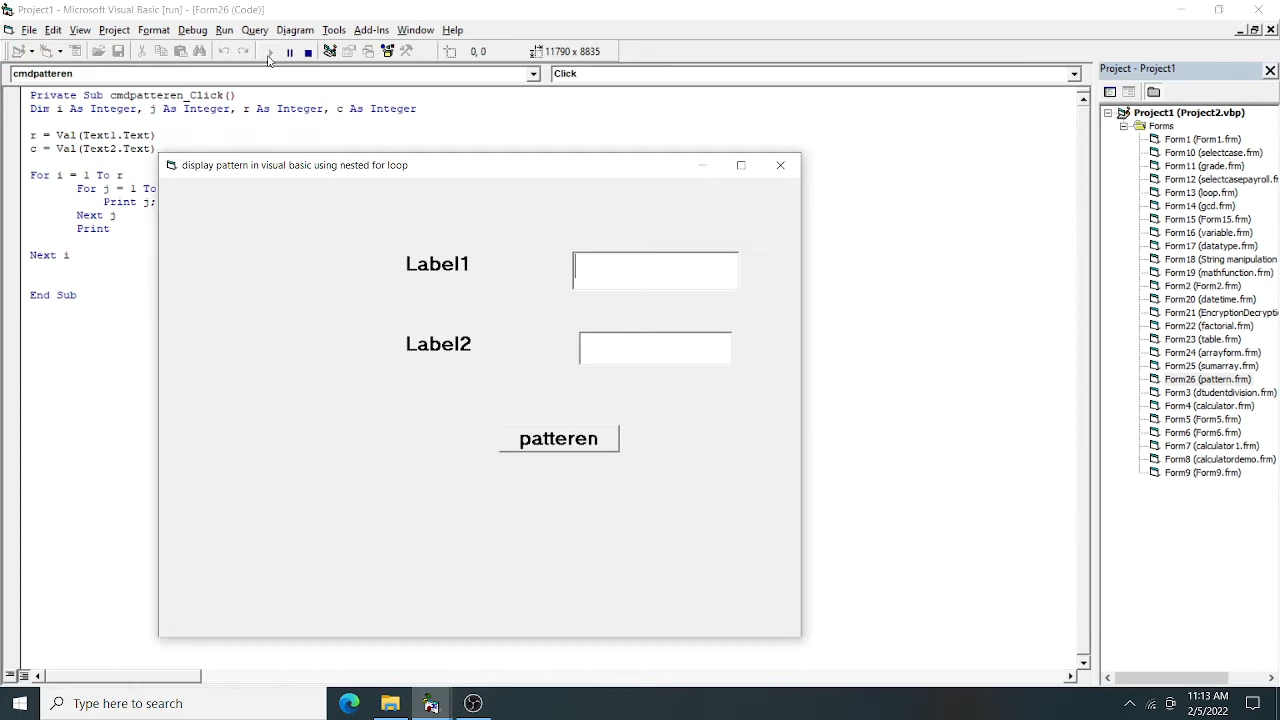 Project1 - Microsoft Visual Basic [run] - [Form26 (Code)]
File Edit View Project Format Debug Run Query Diagram Tools Add-Ins Window Help
0, 0 11790 x 8835
cmdpatteren Click
Project - Project1
Private Sub cmdpatteren_Click()
Dim i As Integer, j As Integer, r As Integer, c As Integer
r = Val(Text1.Text)
c = Val(Text2.Text)
For i = 1 To r
For j = 1 To
Print j;
Next j
Print
Next i
End Sub
display pattern in visual basic using nested for loop
Label1
Label2
patteren
Project1 (Project2.vbp)
Forms
Form1 (Form1.frm)
Form10 (selectcase.frm)
Form11 (grade.frm)
Form12 (selectcasepayroll.fr
Form13 (loop.frm)
Form14 (gcd.frm)
Form15 (Form15.frm)
Form16 (variable.frm)
Form17 (datatype.frm)
Form18 (String manipulation
Form19 (mathfunction.frm)
Form2 (Form2.frm)
Form20 (datetime.frm)
Form21 (EncryptionDecrypti
Form22 (factorial.frm)
Form23 (table.frm)
Form24 (arrayform.frm)
Form25 (sumarray.frm)
Form26 (pattern.frm)
Form3 (dtudentdivision.frm)
Form4 (calculator.frm)
Form5 (Form5.frm)
Form6 (Form6.frm)
Form7 (calculator1.frm)
Form8 (calculatordemo.frm)
Form9 (Form9.frm)
Type here to search
11:13 AM
2/5/2022